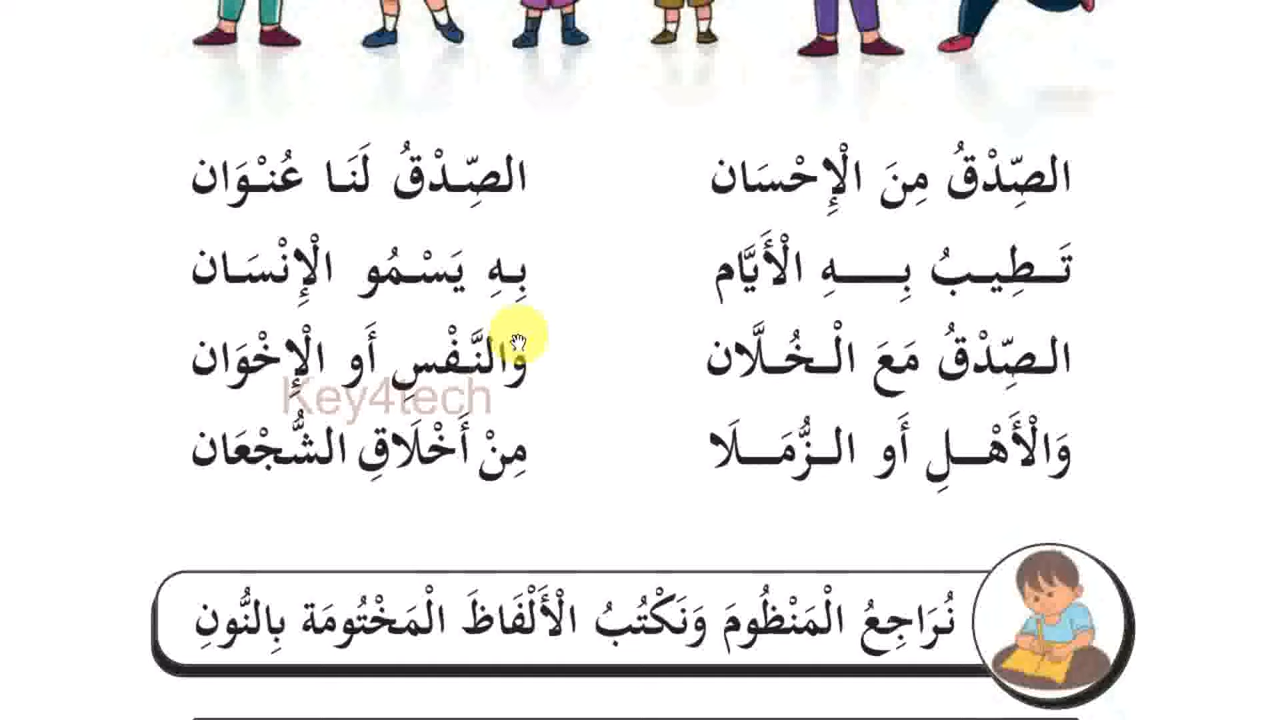 الصِّدْقُ مِنَ الْإِحْسَان الصِّدْقُ لَنَا عُنْوَان
تَطِيبُ بِهِ الْأَيَّام بِهِ يَسْمُو الْإِنْسَان
الصِّدْقُ مَعَ الْخُلَّان وَالنَّفْسِ أَو الْإِخْوَان
Key4tech
وَالْأَهْلِ أَو الزُّمَلَا مِنْ أَخْلَاقِ الشُّجْعَان
نُرَاجِعُ الْمَنْظُومَ وَنَكْتُبُ الْأَلْفَاظَ الْمَخْتُومَة بِالنُّونِ